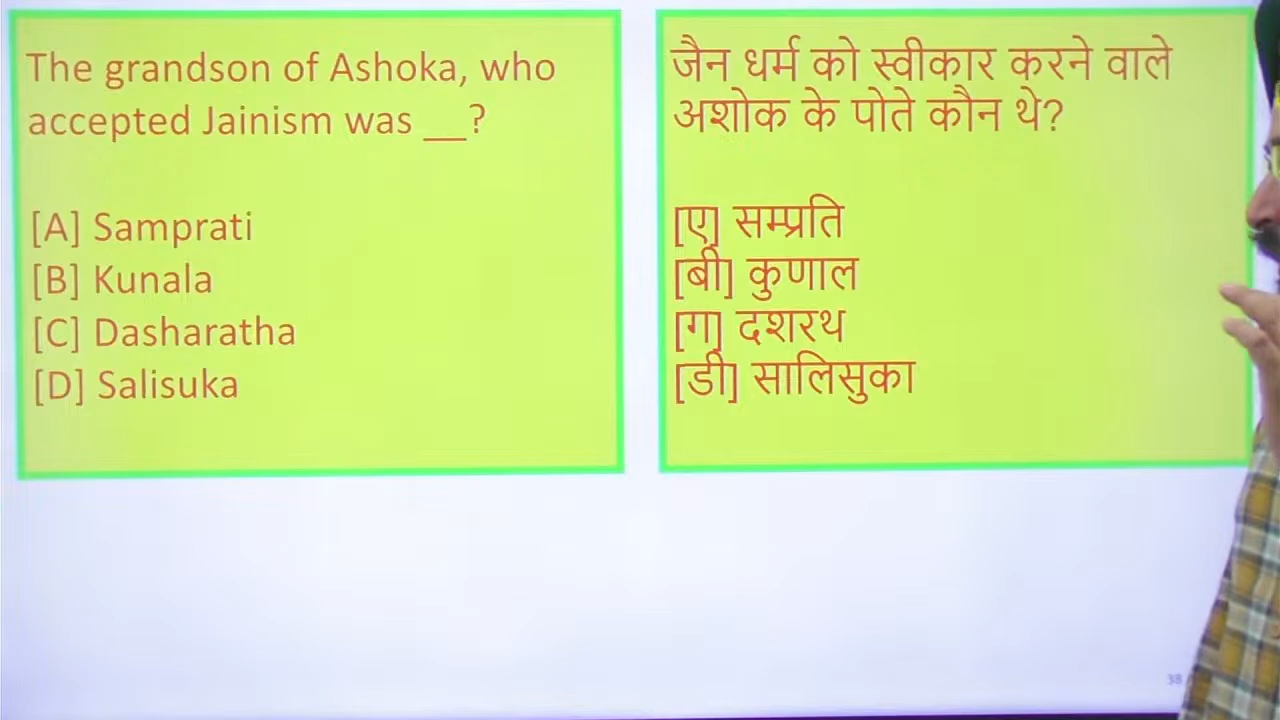 The grandson of Ashoka, who
accepted Jainism was __?
[A] Samprati
[B] Kunala
[C] Dasharatha
[D] Salisuka
जैन धर्म को स्वीकार करने वाले
अशोक के पोते कौन थे?
[ए] सम्प्रति
[बी] कुणाल
[ग] दशरथ
[डी] सालिसुका
38